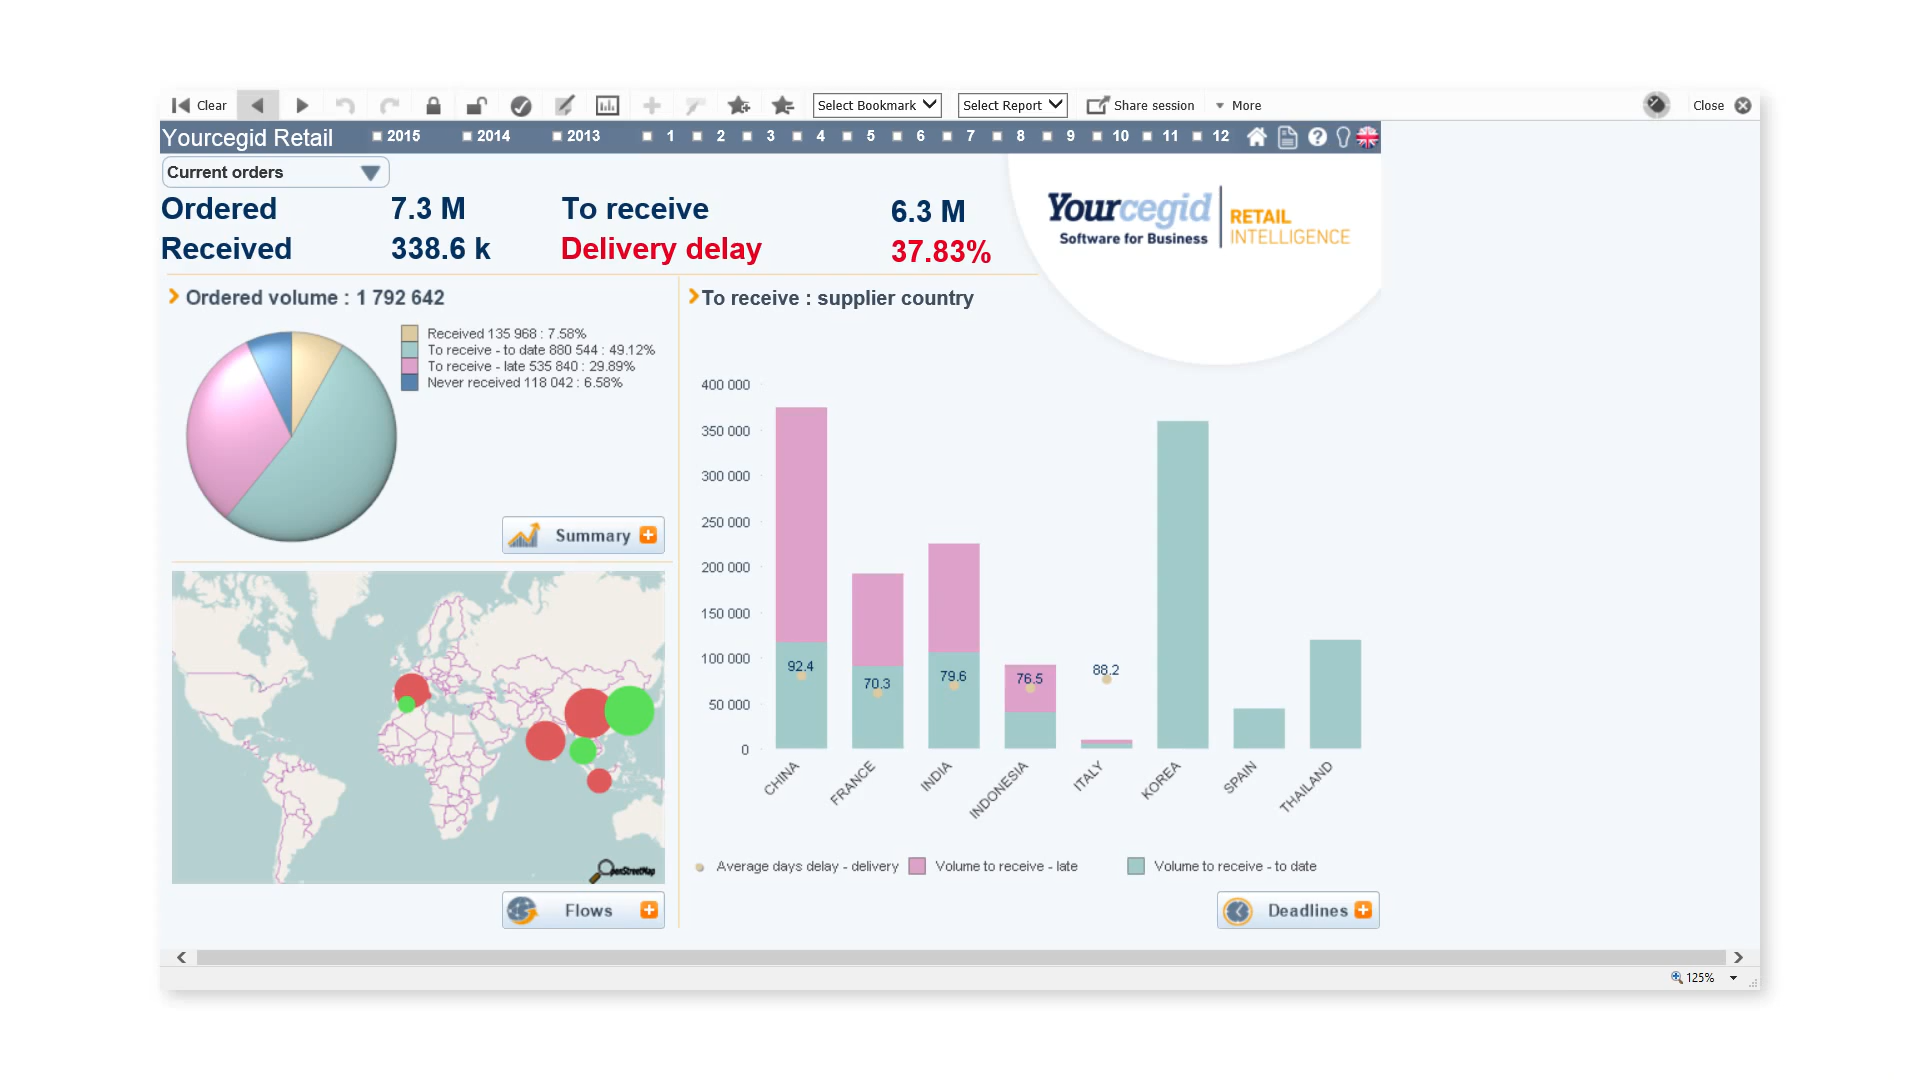 Clear
Select Bookmark
Select Report
Share session
More
Close
Yourcegid Retail
2015
2014
2013
1
2
3
4
5
6
7
8
9
10
11
12
Current orders
Ordered 7.3 M To receive 6.3 M
Received 338.6 k Delivery delay 37.83%
Yourcegid
Software for Business
RETAIL
INTELLIGENCE
Ordered volume : 1 792 642
Received 135 968 : 7.58%
To receive - to date 880 544 : 49.12%
To receive - late 535 840 : 29.89%
Never received 118 042 : 6.58%
Summary
OpenStreetMap
Flows
To receive : supplier country
400 000
350 000
300 000
250 000
200 000
150 000
100 000
50 000
0
92.4
70.3
79.6
76.5
88.2
CHINA
FRANCE
INDIA
INDONESIA
ITALY
KOREA
SPAIN
THAILAND
Average days delay - delivery
Volume to receive - late
Volume to receive - to date
Deadlines
125%